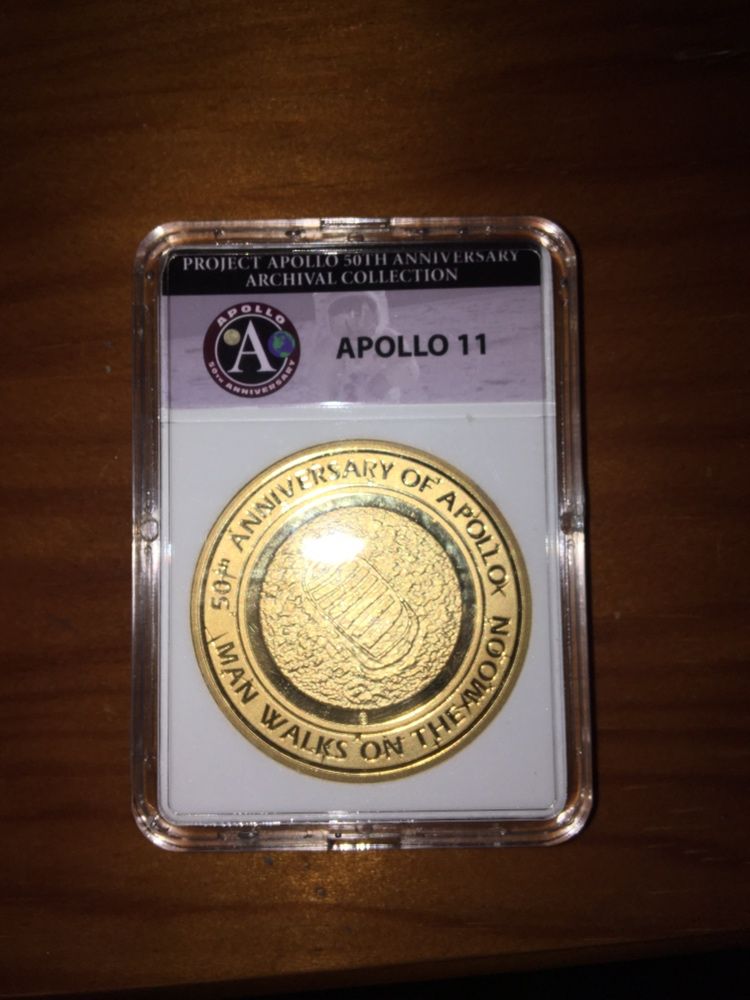 PROJECT APOLLO 50TH ANNIVERSARY
ARCHIVAL COLLECTION
APOLLO
A
50TH ANNIVERSARY
APOLLO 11
50TH ANNIVERSARY OF APOLLO
MAN WALKS ON THE MOON